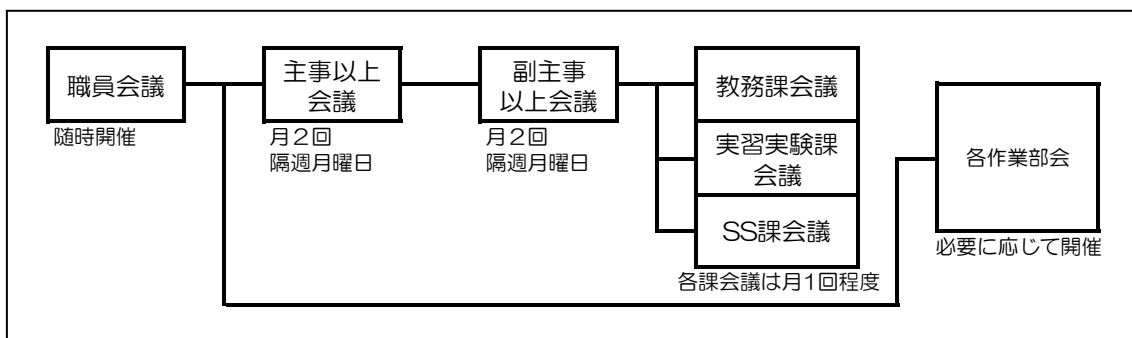 職員会議
随時開催
主事以上
会議
月２回
隔週月曜日
副主事
以上会議
月２回
隔週月曜日
教務課会議
実習実験課
会議
SS課会議
各課会議は月１回程度
各作業部会
必要に応じて開催